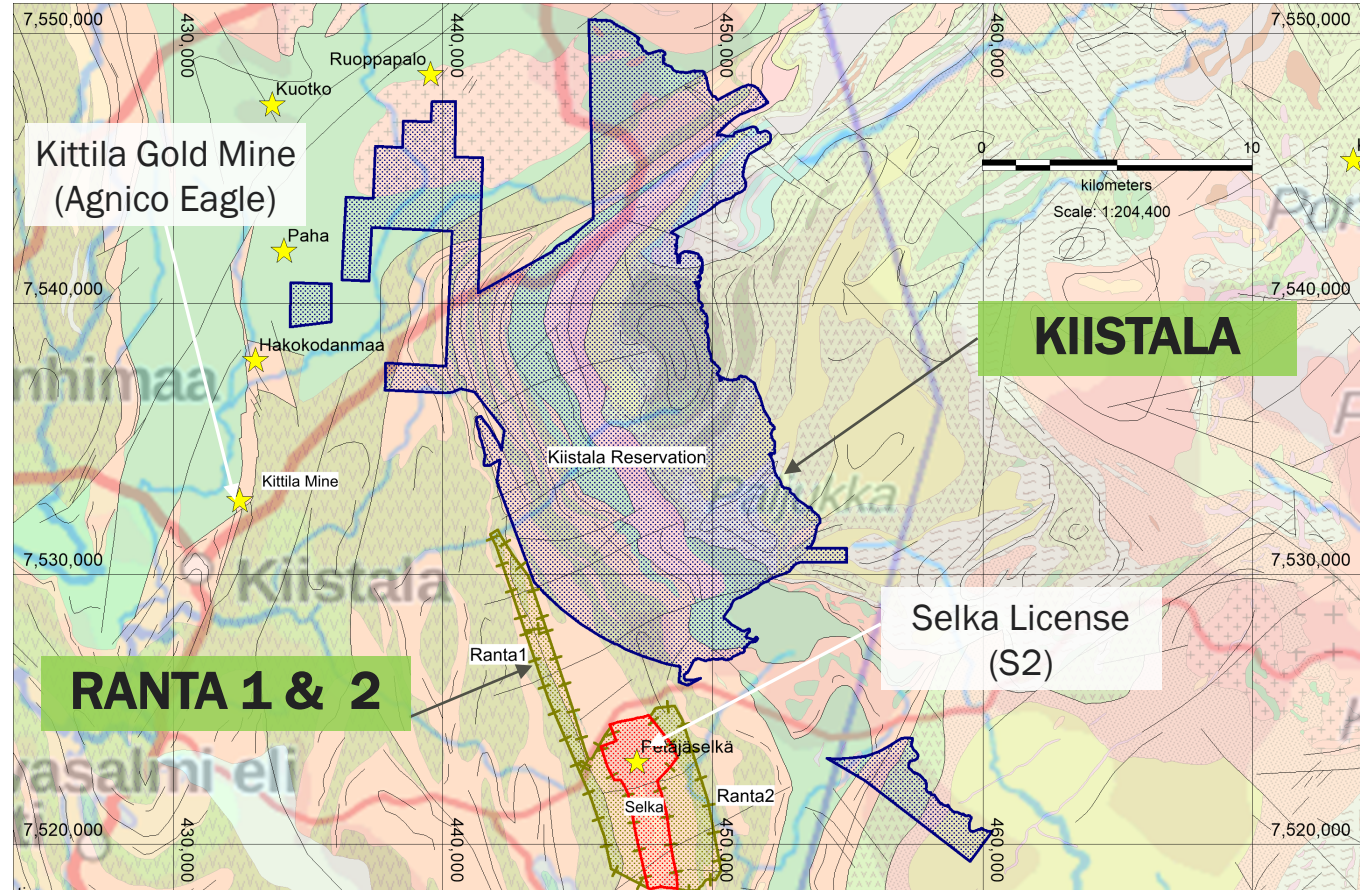 7,550,000
430,000
440,000
450,000
460,000
7,550,000
Ruoppapalo
Kuotko
Kittila Gold Mine
(Agnico Eagle)
0
10
kilometers
Scale: 1:204,400
Paha
7,540,000
7,540,000
KIISTALA
Hakokodanmaa
Kiistala Reservation
Kittila Mine
Paljukka
7,530,000
7,530,000
Kiistala
Selka License
(S2)
Ranta1
RANTA 1 & 2
Petäjäselkä
Ranta2
Selka
7,520,000
7,520,000
430,000
440,000
450,000
460,000